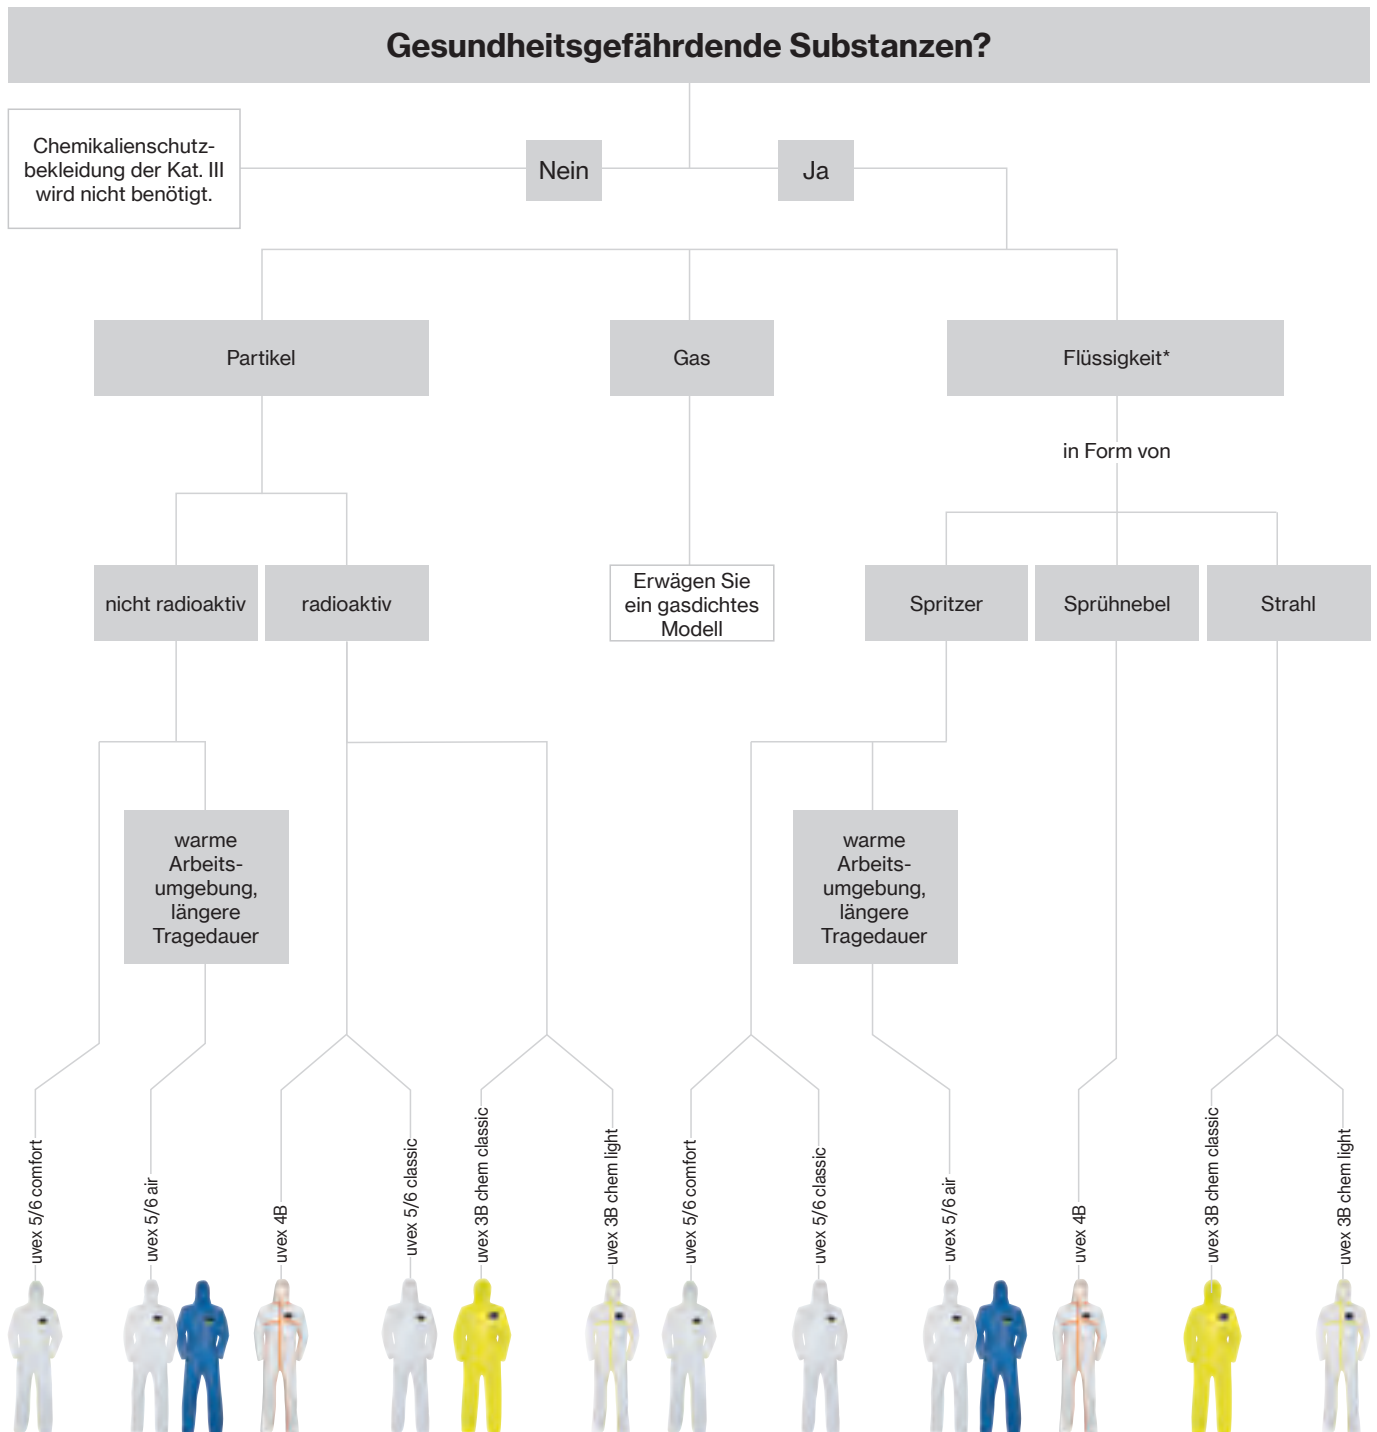 Gesundheitsgefährdende Substanzen?
Chemikalienschutz-
bekleidung der Kat. III
wird nicht benötigt.
Nein
Ja
Partikel
Gas
Flüssigkeit*
in Form von
nicht radioaktiv
radioaktiv
Erwägen Sie
ein gasdichtes
Modell
Spritzer
Sprühnebel
Strahl
warme
Arbeits-
umgebung,
längere
Tragedauer
warme
Arbeits-
umgebung,
längere
Tragedauer
uvex 5/6 comfort
uvex 5/6 air
uvex 4B
uvex 5/6 classic
uvex 3B chem classic
uvex 3B chem light
uvex 5/6 comfort
uvex 5/6 classic
uvex 5/6 air
uvex 4B
uvex 3B chem classic
uvex 3B chem light